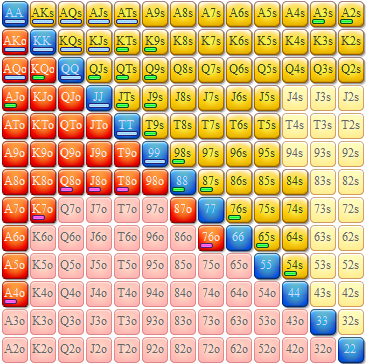 AA AKs AQs AJs ATs A9s A8s A7s A6s A5s A4s A3s A2s
AKo KK KQs KJs KTs K9s K8s K7s K6s K5s K4s K3s K2s
AQo KQo QQ QJs QTs Q9s Q8s Q7s Q6s Q5s Q4s Q3s Q2s
AJo KJo QJo JJ JTs J9s J8s J7s J6s J5s J4s J3s J2s
ATo KTo QTo JTo TT T9s T8s T7s T6s T5s T4s T3s T2s
A9o K9o Q9o J9o T9o 99 98s 97s 96s 95s 94s 93s 92s
A8o K8o Q8o J8o T8o 98o 88 87s 86s 85s 84s 83s 82s
A7o K7o Q7o J7o T7o 97o 87o 77 76s 75s 74s 73s 72s
A6o K6o Q6o J6o T6o 96o 86o 76o 66 65s 64s 63s 62s
A5o K5o Q5o J5o T5o 95o 85o 75o 65o 55 54s 53s 52s
A4o K4o Q4o J4o T4o 94o 84o 74o 64o 54o 44 43s 42s
A3o K3o Q3o J3o T3o 93o 83o 73o 63o 53o 43o 33 32s
A2o K2o Q2o J2o T2o 92o 82o 72o 62o 52o 42o 32o 22